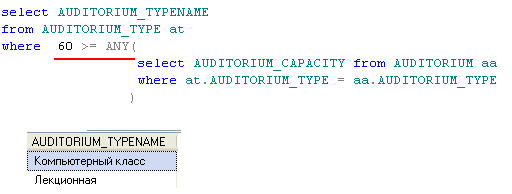 select AUDITORIUM_TYPENAME
from AUDITORIUM_TYPE at
where 60 >= ANY(
select AUDITORIUM_CAPACITY from AUDITORIUM aa
where at.AUDITORIUM_TYPE = aa.AUDITORIUM_TYPE
)
AUDITORIUM_TYPENAME
Компьютерный класс
Лекционная